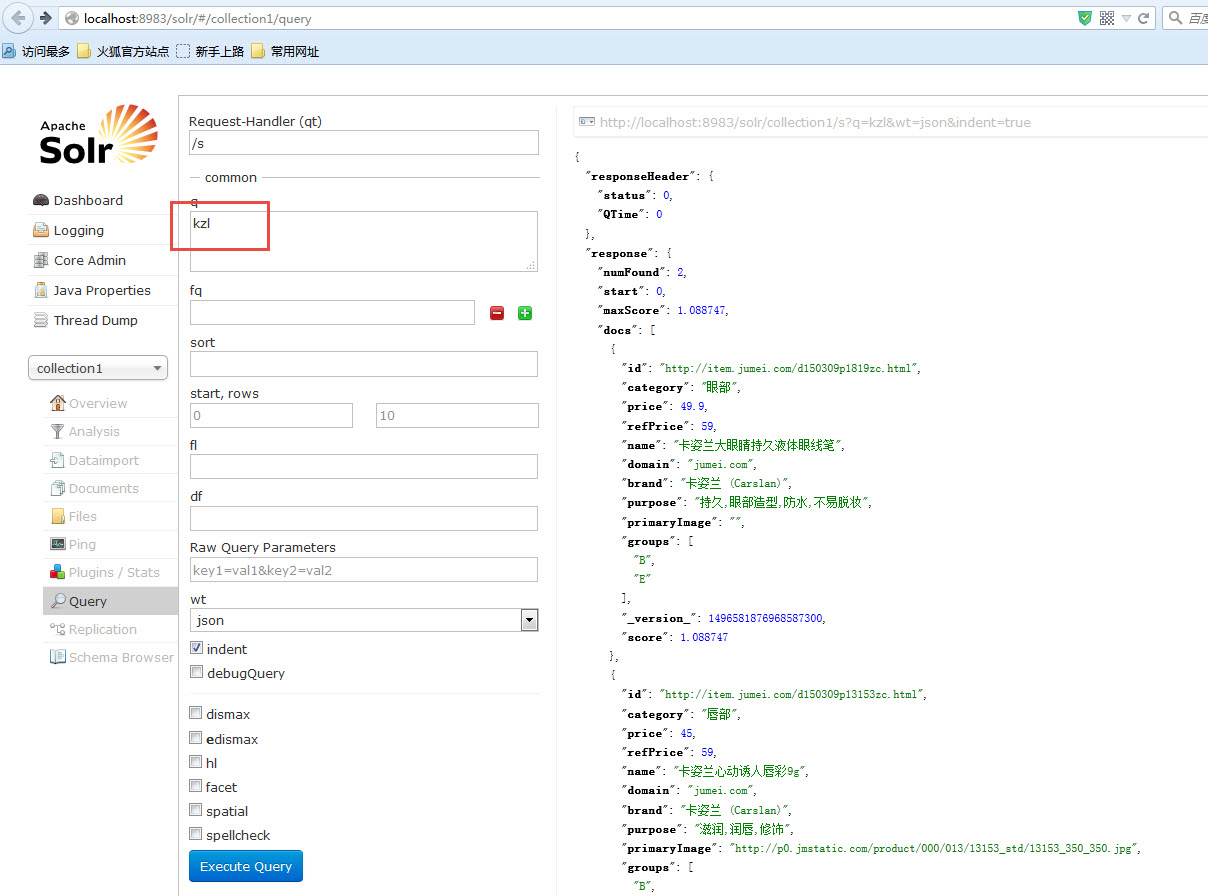 localhost:8983/solr/#/collection1/query
访问最多 火狐官方站点 新手上路 常用网址
Apache
Solr
Dashboard
Logging
Core Admin
Java Properties
Thread Dump
collection1
Overview
Analysis
Dataimport
Documents
Files
Ping
Plugins / Stats
Query
Replication
Schema Browser
Request-Handler (qt)
/s
common
q
kzl
fq
sort
start, rows
0 10
fl
df
Raw Query Parameters
key1=val1&key2=val2
wt
json
indent
debugQuery
dismax
edismax
hl
facet
spatial
spellcheck
Execute Query
http://localhost:8983/solr/collection1/s?q=kzl&wt=json&indent=true
{
"responseHeader": {
"status": 0,
"QTime": 0
},
"response": {
"numFound": 2,
"start": 0,
"maxScore": 1.088747,
"docs": [
{
"id": "http://item.jumei.com/d150309p1819zc.html",
"category": "眼部",
"price": 49.9,
"refPrice": 59,
"name": "卡姿兰大眼睛持久液体眼线笔",
"domain": "jumei.com",
"brand": "卡姿兰 (Carslan)",
"purpose": "持久,眼部造型,防水,不易脱妆",
"primaryImage": "",
"groups": [
"B",
"E"
],
"_version_": 1496581876968587300,
"score": 1.088747
},
{
"id": "http://item.jumei.com/d150309p13153zc.html",
"category": "唇部",
"price": 45,
"refPrice": 59,
"name": "卡姿兰心动诱人唇彩9g",
"domain": "jumei.com",
"brand": "卡姿兰 (Carslan)",
"purpose": "滋润,润唇,修饰",
"primaryImage": "http://p0.jmstatic.com/product/000/013/13153_std/13153_350_350.jpg",
"groups": [
"B",